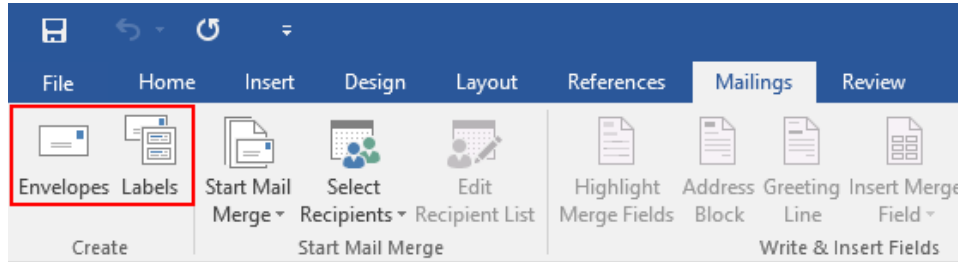 File Home Insert Design Layout References Mailings Review
Envelopes Labels Start Mail Select Edit Highlight Address Greeting Insert Merge
Merge Recipients Recipient List Merge Fields Block Line Field
Create Start Mail Merge Write & Insert Fields